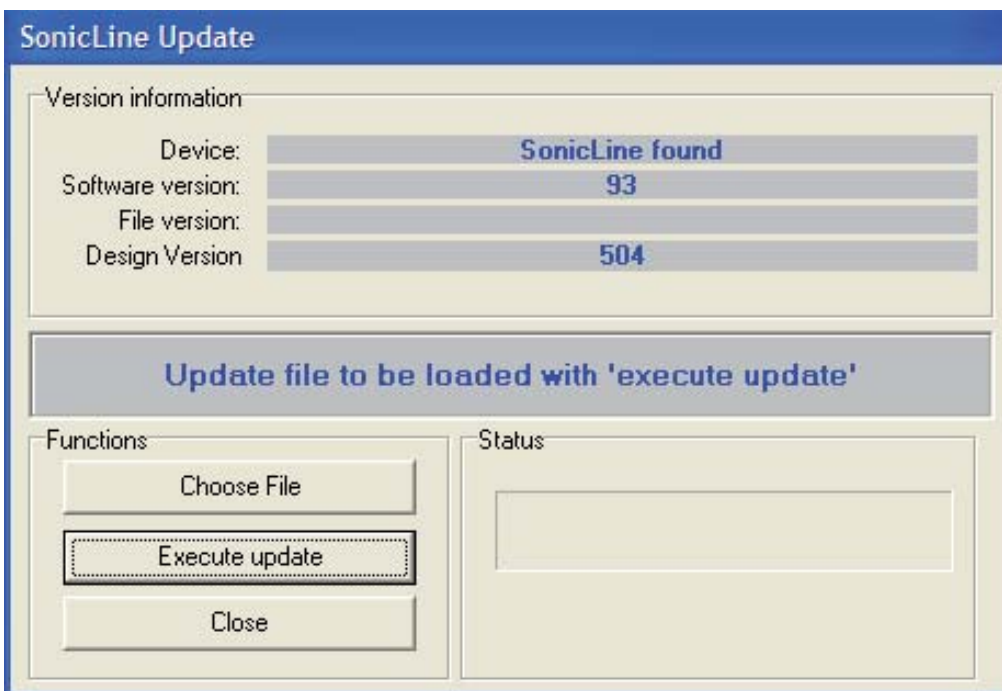 SonicLine Update
Version information
Device: SonicLine found
Software version: 93
File version:
Design Version 504
Update file to be loaded with 'execute update'
Functions
Choose File
Execute update
Close
Status